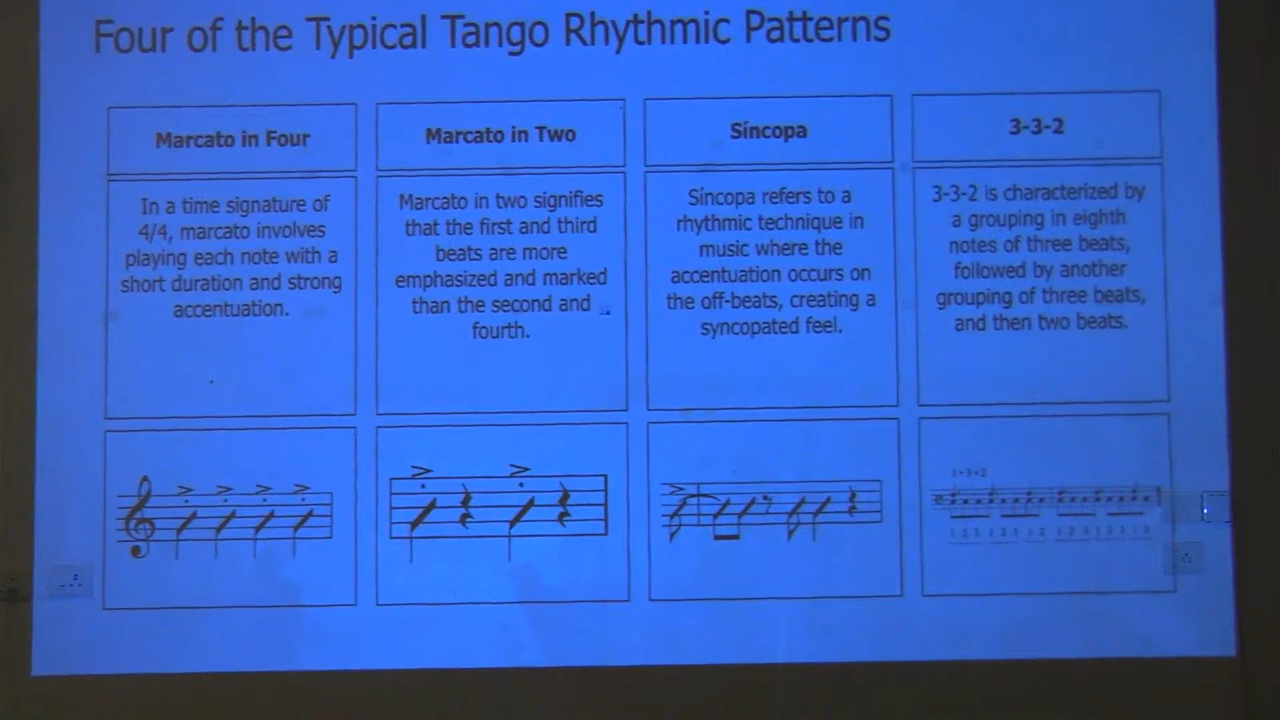 Four of the Typical Tango Rhythmic Patterns
Marcato in Four
In a time signature of
4/4, marcato involves
playing each note with a
short duration and strong
accentuation.
Marcato in Two
Marcato in two signifies
that the first and third
beats are more
emphasized and marked
than the second and
fourth.
Síncopa
Síncopa refers to a
rhythmic technique in
music where the
accentuation occurs on
the off-beats, creating a
syncopated feel.
3-3-2
3-3-2 is characterized by
a grouping in eighth
notes of three beats,
followed by another
grouping of three beats,
and then two beats.
3+3+2